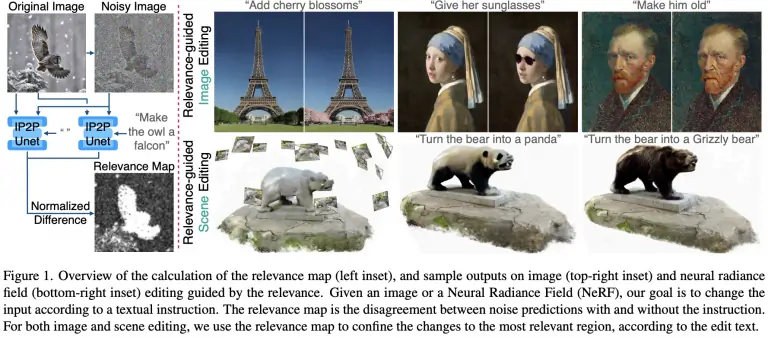 Original Image
Noisy Image
IP2P
Unet
“ ”
IP2P
Unet
“Make
the owl a
falcon”
Relevance Map
Normalized
Difference
Relevance-guided
Image Editing
“Add cherry blossoms”
“Give her sunglasses”
“Make him old”
Relevance-guided
Scene Editing
“Turn the bear into a panda”
“Turn the bear into a Grizzly bear”
Figure 1. Overview of the calculation of the relevance map (left inset), and sample outputs on image (top-right inset) and neural radiance
field (bottom-right inset) editing guided by the relevance. Given an image or a Neural Radiance Field (NeRF), our goal is to change the
input according to a textual instruction. The relevance map is the disagreement between noise predictions with and without the instruction.
For both image and scene editing, we use the relevance map to confine the changes to the most relevant region, according to the edit text.